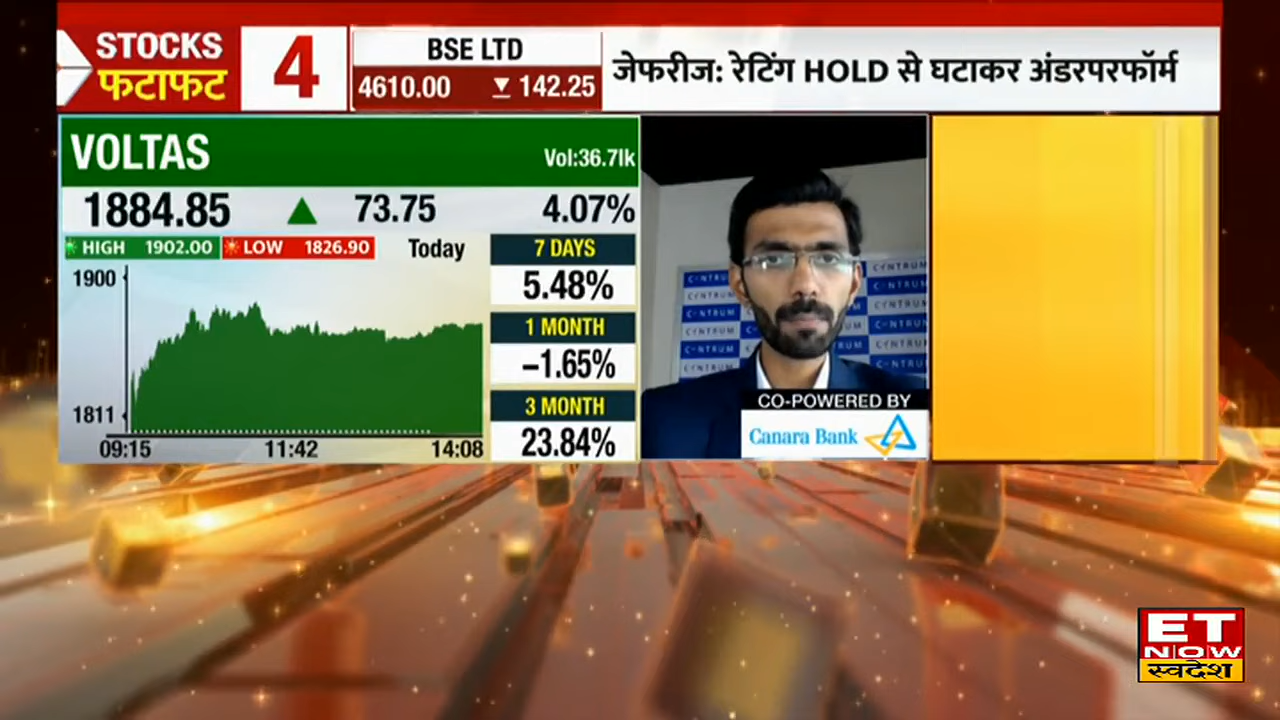 STOCKS
फटाफट
4
BSE LTD
4610.00 ▼ 142.25
जेफरीज: रेटिंग HOLD से घटाकर अंडरपरफॉर्म
VOLTAS Vol:36.7lk
1884.85 ▲ 73.75 4.07%
HIGH 1902.00 LOW 1826.90 Today
1900
1811
09:15 11:42 14:08
7 DAYS
5.48%
1 MONTH
–1.65%
3 MONTH
23.84%
CENTRUM
CO-POWERED BY
Canara Bank
ET
NOW
स्वदेश